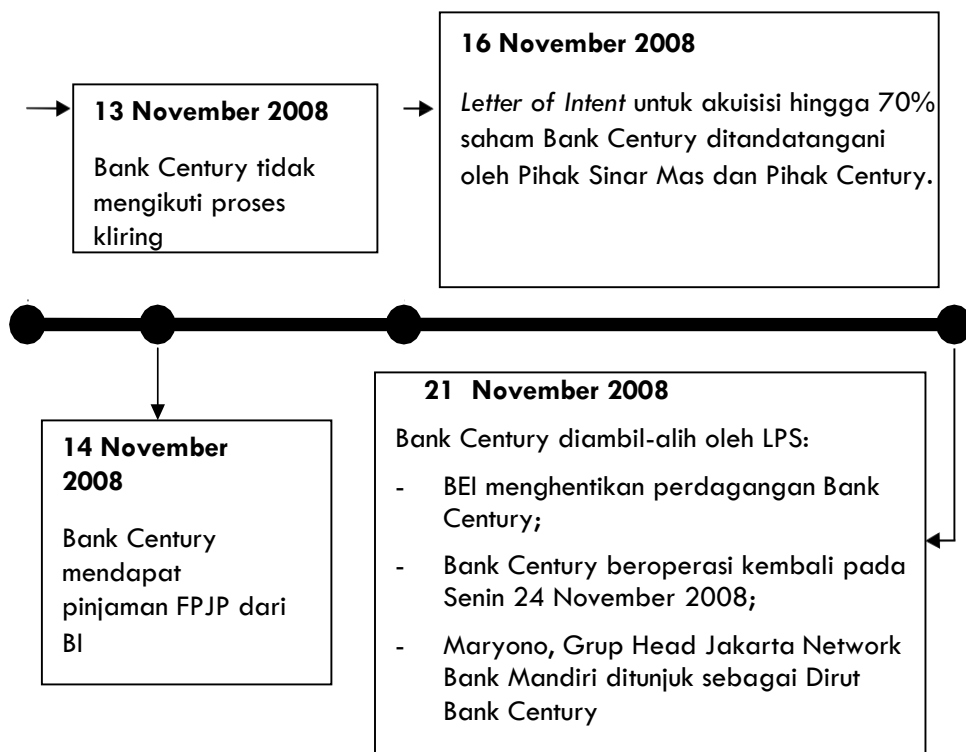 13 November 2008
Bank Century tidak
mengikuti proses
kliring
16 November 2008
Letter of Intent untuk akuisisi hingga 70%
saham Bank Century ditandatangani
oleh Pihak Sinar Mas dan Pihak Century.
14 November
2008
Bank Century
mendapat
pinjaman FPJP dari
BI
21 November 2008
Bank Century diambil-alih oleh LPS:
- BEI menghentikan perdagangan Bank
Century;
- Bank Century beroperasi kembali pada
Senin 24 November 2008;
- Maryono, Grup Head Jakarta Network
Bank Mandiri ditunjuk sebagai Dirut
Bank Century